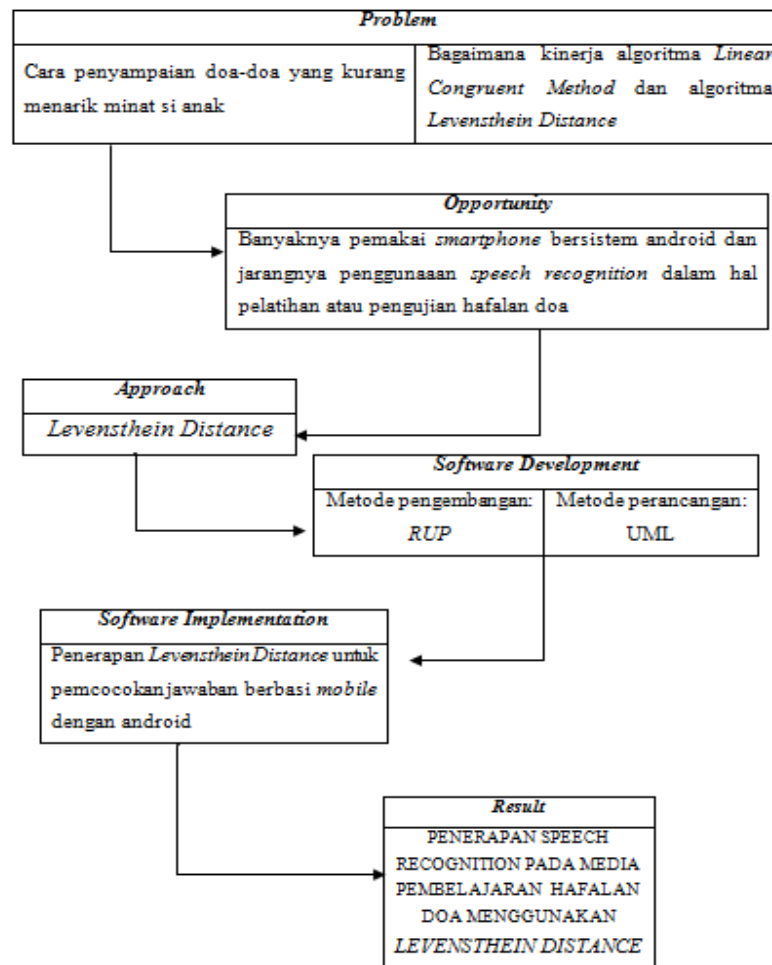 Problem
Cara penyampaian doa-doa yang kurang
menarik minat si anak
Bagaimana kinerja algoritma Linear
Congruent Method dan algoritma
Levensthein Distance
Opportunity
Banyaknya pemakai smartphone bersistem android dan
jarangnya penggunaaan speech recognition dalam hal
pelatihan atau pengujian hafalan doa
Approach
Levensthein Distance
Software Development
Metode pengembangan:
RUP
Metode perancangan:
UML
Software Implementation
Penerapan Levensthein Distance untuk
pemcocokanjawaban berbasi mobile
dengan android
Result
PENERAPAN SPEECH
RECOGNITION PADA MEDIA
PEMBELAJARAN HAFALAN
DOA MENGGUNAKAN
LEVENSTHEIN DISTANCE